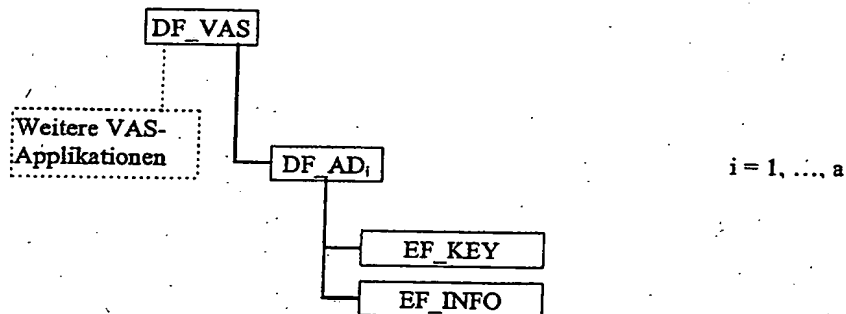 DF_VAS
Weitere VAS-
Applikationen
DF_ADᵢ
i = 1, ..., a
EF_KEY
EF_INFO